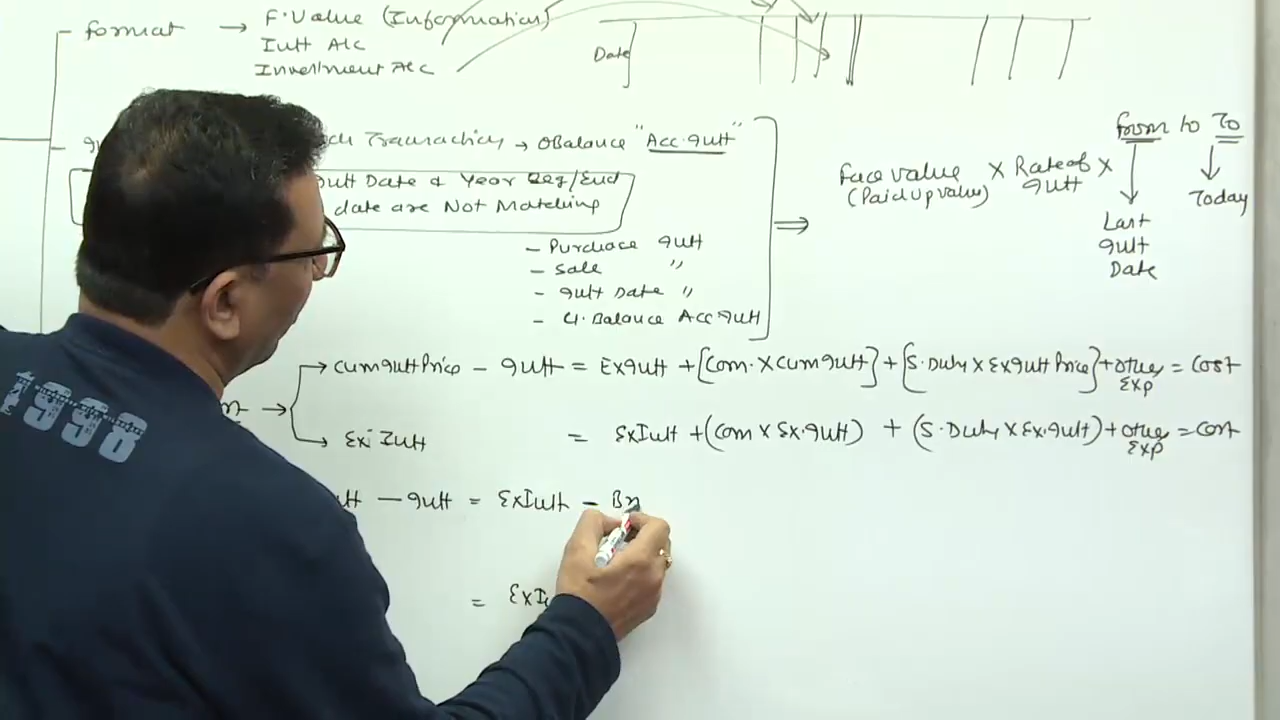 format → F.Value (Information)
Intt A/c
Investment A/c
Date
Transaction → OBalance "Acc.Intt"
Intt Date & Year Beg/End
date are Not Matching
- Purchase Intt
- Sale "
- Intt Date "
- Cl. Balance Acc Intt
⇒ Face value × Rate of Intt ×
(Paid up value)
from to To
Last Intt Date
Today
→ cum Intt Price - Intt = Ex Intt + [Com. × Cum Intt] + [S.Duty × Ex Intt Price] + other Exp = Cost
→ Ex Intt = Ex Intt + (Com × Ex.Intt) + (S.Duty × Ex.Intt) + other Exp = Cost
- Intt = Ex Intt - Br
= Ex
1998